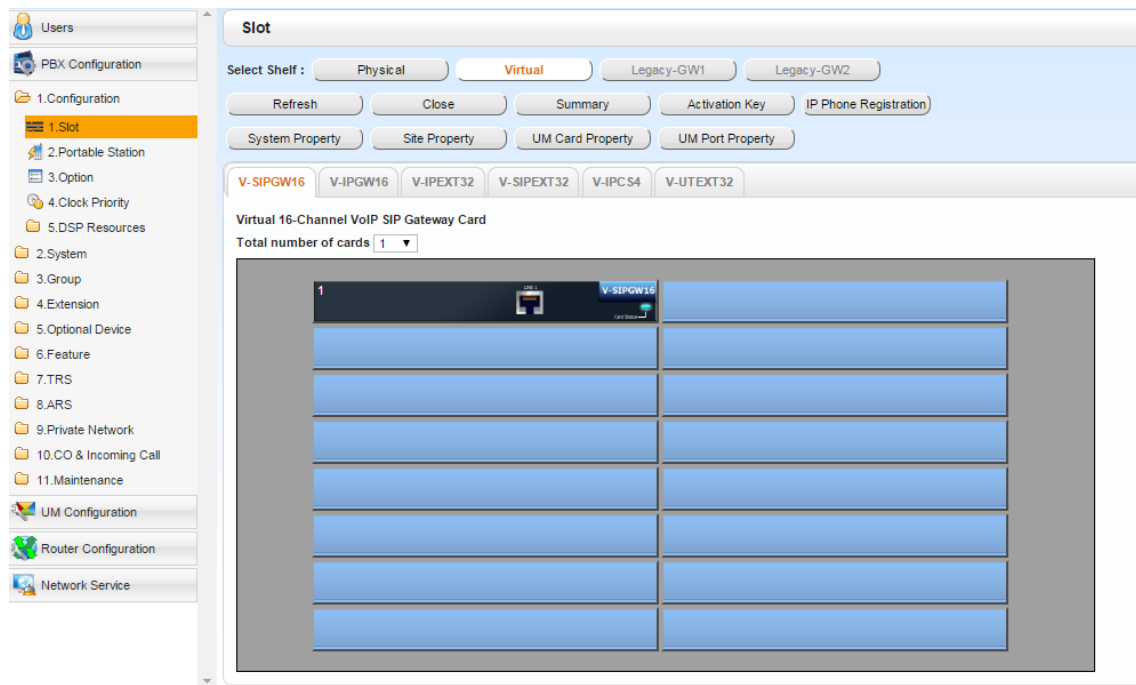 Users
PBX Configuration
1.Configuration
1.Slot
2.Portable Station
3.Option
4.Clock Priority
5.DSP Resources
2.System
3.Group
4.Extension
5.Optional Device
6.Feature
7.TRS
8.ARS
9.Private Network
10.CO & Incoming Call
11.Maintenance
UM Configuration
Router Configuration
Network Service
Slot
Select Shelf : Physical Virtual Legacy-GW1 Legacy-GW2
Refresh Close Summary Activation Key IP Phone Registration
System Property Site Property UM Card Property UM Port Property
V-SIPGW16 V-IPGW16 V-IPEXT32 V-SIPEXT32 V-IPCS4 V-UTEXT32
Virtual 16-Channel VoIP SIP Gateway Card
Total number of cards 1
1 LINE 1 V-SIPGW16
Card Status